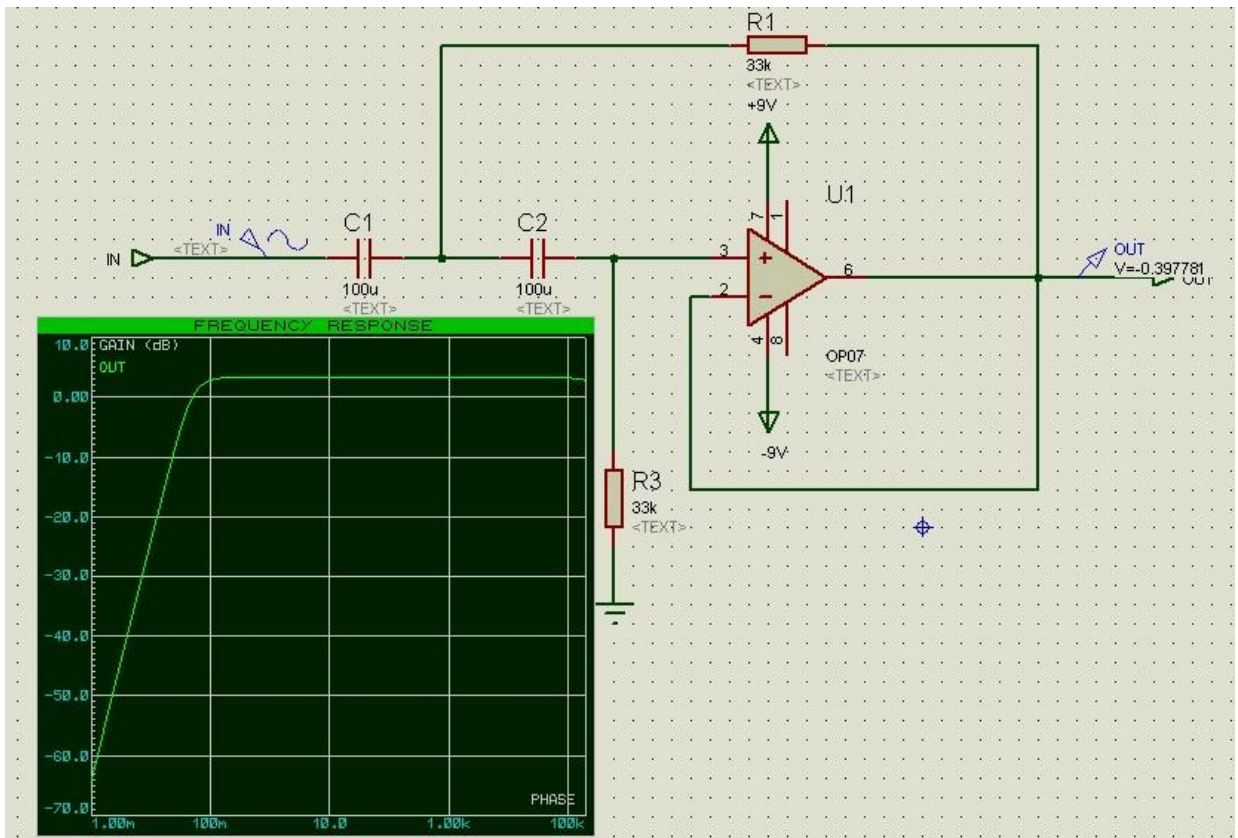 R1
33k
<TEXT>
+9V
U1
7
1
IN
<TEXT>
IN
C1
100u
<TEXT>
C2
100u
<TEXT>
3
2
6
4
8
OP07
<TEXT>
OUT
V=-0.397781
OUT
-9V
R3
33k
<TEXT>
FREQUENCY RESPONSE
GAIN (dB)
OUT
10.0
0.00
-10.0
-20.0
-30.0
-40.0
-50.0
-60.0
-70.0
PHASE
1.00m
100m
10.0
1.00k
100k